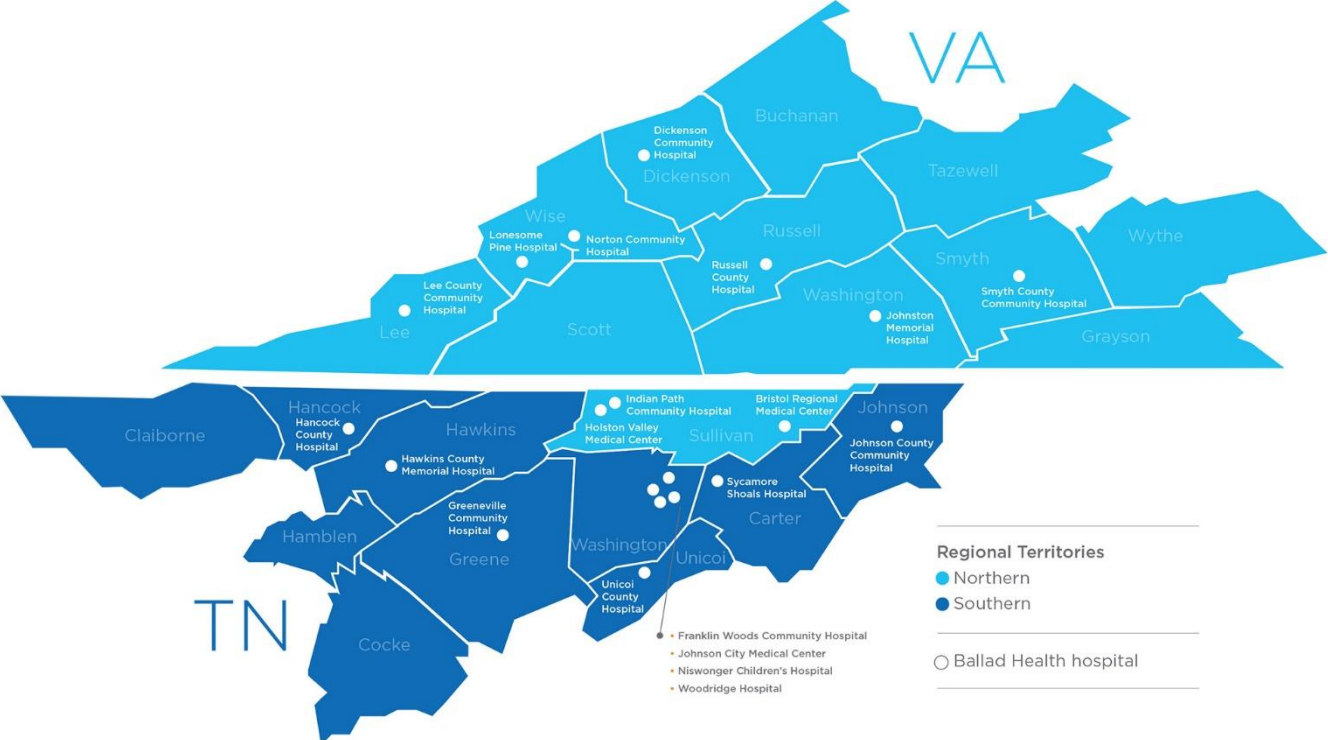 VA
Buchanan
Dickenson
Community
Hospital
Dickenson
Tazewell
Wise
Lonesome
Pine Hospital
Norton Community
Hospital
Russell
Russell
County
Hospital
Wythe
Smyth
Smyth County
Community Hospital
Lee County
Community
Hospital
Lee
Scott
Washington
Johnston
Memorial
Hospital
Grayson
Claiborne
Hancock
Hancock
County
Hospital
Hawkins
Hawkins County
Memorial Hospital
Indian Path
Community Hospital
Holston Valley
Medical Center
Sullivan
Bristol Regional
Medical Center
Johnson
Johnson County
Community
Hospital
Sycamore
Shoals Hospital
Carter
Greeneville
Community
Hospital
Greene
Hamblen
Washington
Unicoi
Unicoi
County
Hospital
TN
Cocke
• Franklin Woods Community Hospital
• Johnson City Medical Center
• Niswonger Children's Hospital
• Woodridge Hospital
Regional Territories
Northern
Southern
Ballad Health hospital